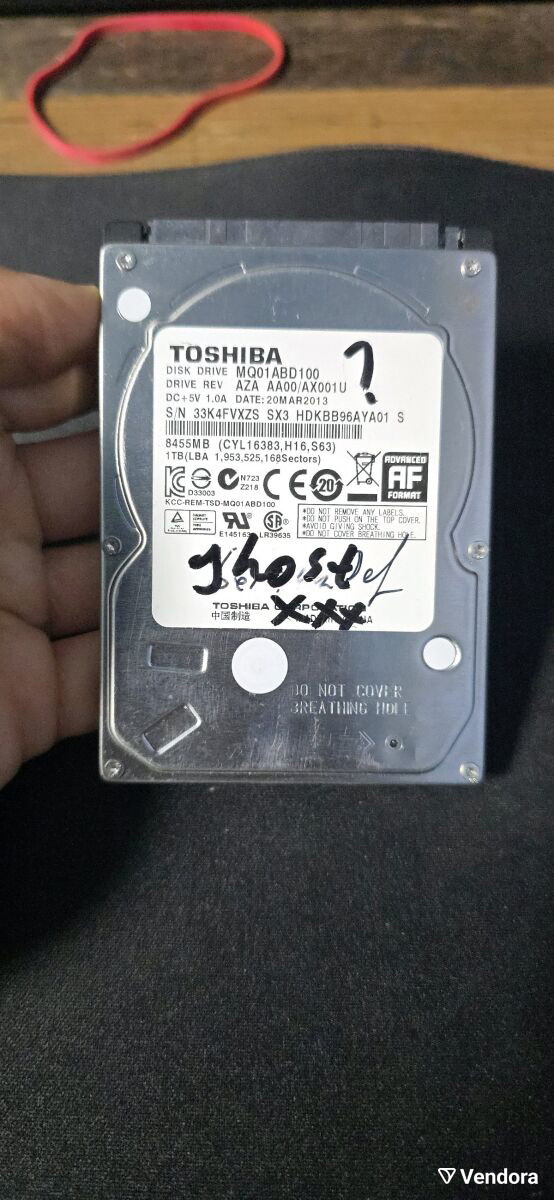 TOSHIBA ?
DISK DRIVE MQ01ABD100
DRIVE REV AZA AA00/AX001U
DC+5V 1.0A DATE:20MAR2013
S/N 33K4FVXZS SX3 HDKBB96AYA01 S
8455MB (CYL16383,H16,S63)
1TB(LBA 1,953,525,168Sectors)
D33003
N723
Z218
CE
20
ADVANCED
AF
FORMAT
KCC-REM-TSD-MQ01ABD100
*DO NOT REMOVE ANY LABELS.
*DO NOT PUSH ON THE TOP COVER.
*AVOID GIVING SHOCK.
*DO NOT COVER BREATHING HOLE.
LR39635
ghost
xxx
TOSHIBA
中国制造
DO NOT COVER
BREATHING HOLE
Vendora